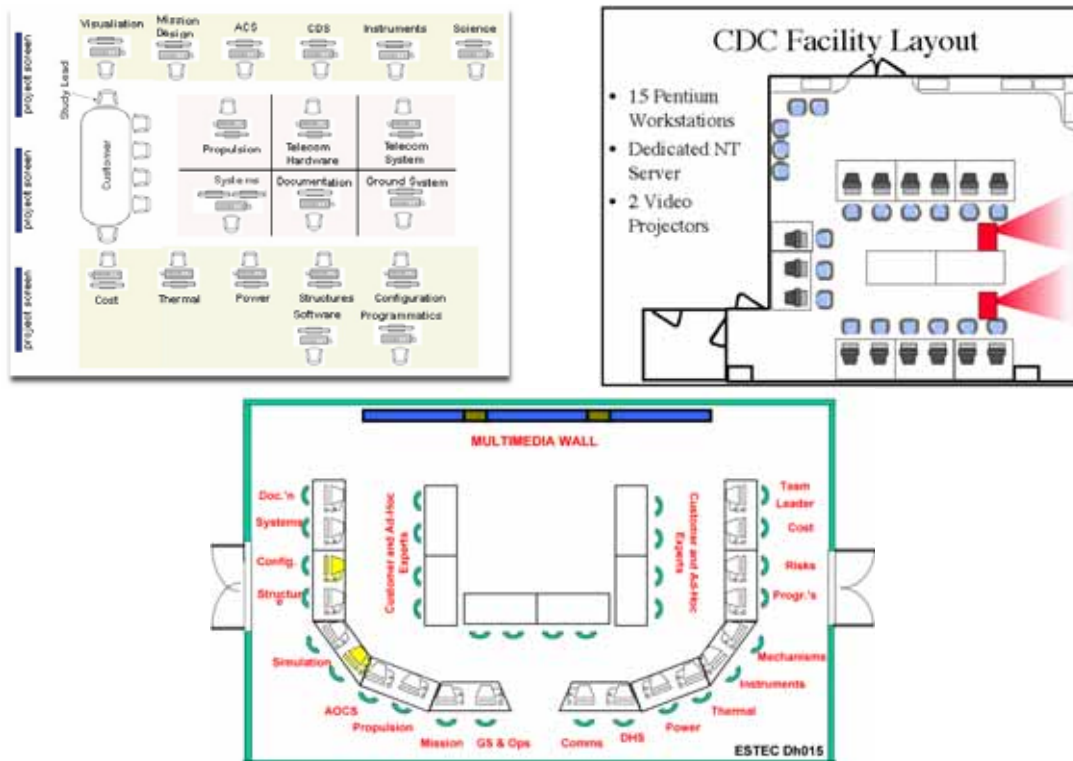 Visualiation
Mission
Design
ACS
CDS
Instruments
Science
project screen
Study Lead
Customer
project screen
Propulsion
Telecom
Hardware
Telecom
System
Systems
Documentation
Ground System
project screen
Cost
Thermal
Power
Structures
Configuration
Software
Programmatics
CDC Facility Layout
• 15 Pentium
Workstations
• Dedicated NT
Server
• 2 Video
Projectors
MULTIMEDIA WALL
Doc.'n
Systems
Config.
Structur
e
Simulation
AOCS
Propulsion
Mission
GS & Ops
Customer and Ad-Hoc
Experts
Customer and Ad-Hoc
Experts
Team
Leader
Cost
Risks
Progr.'s
Mechanisms
Instruments
Thermal
Power
DHS
Comms
ESTEC Dh015